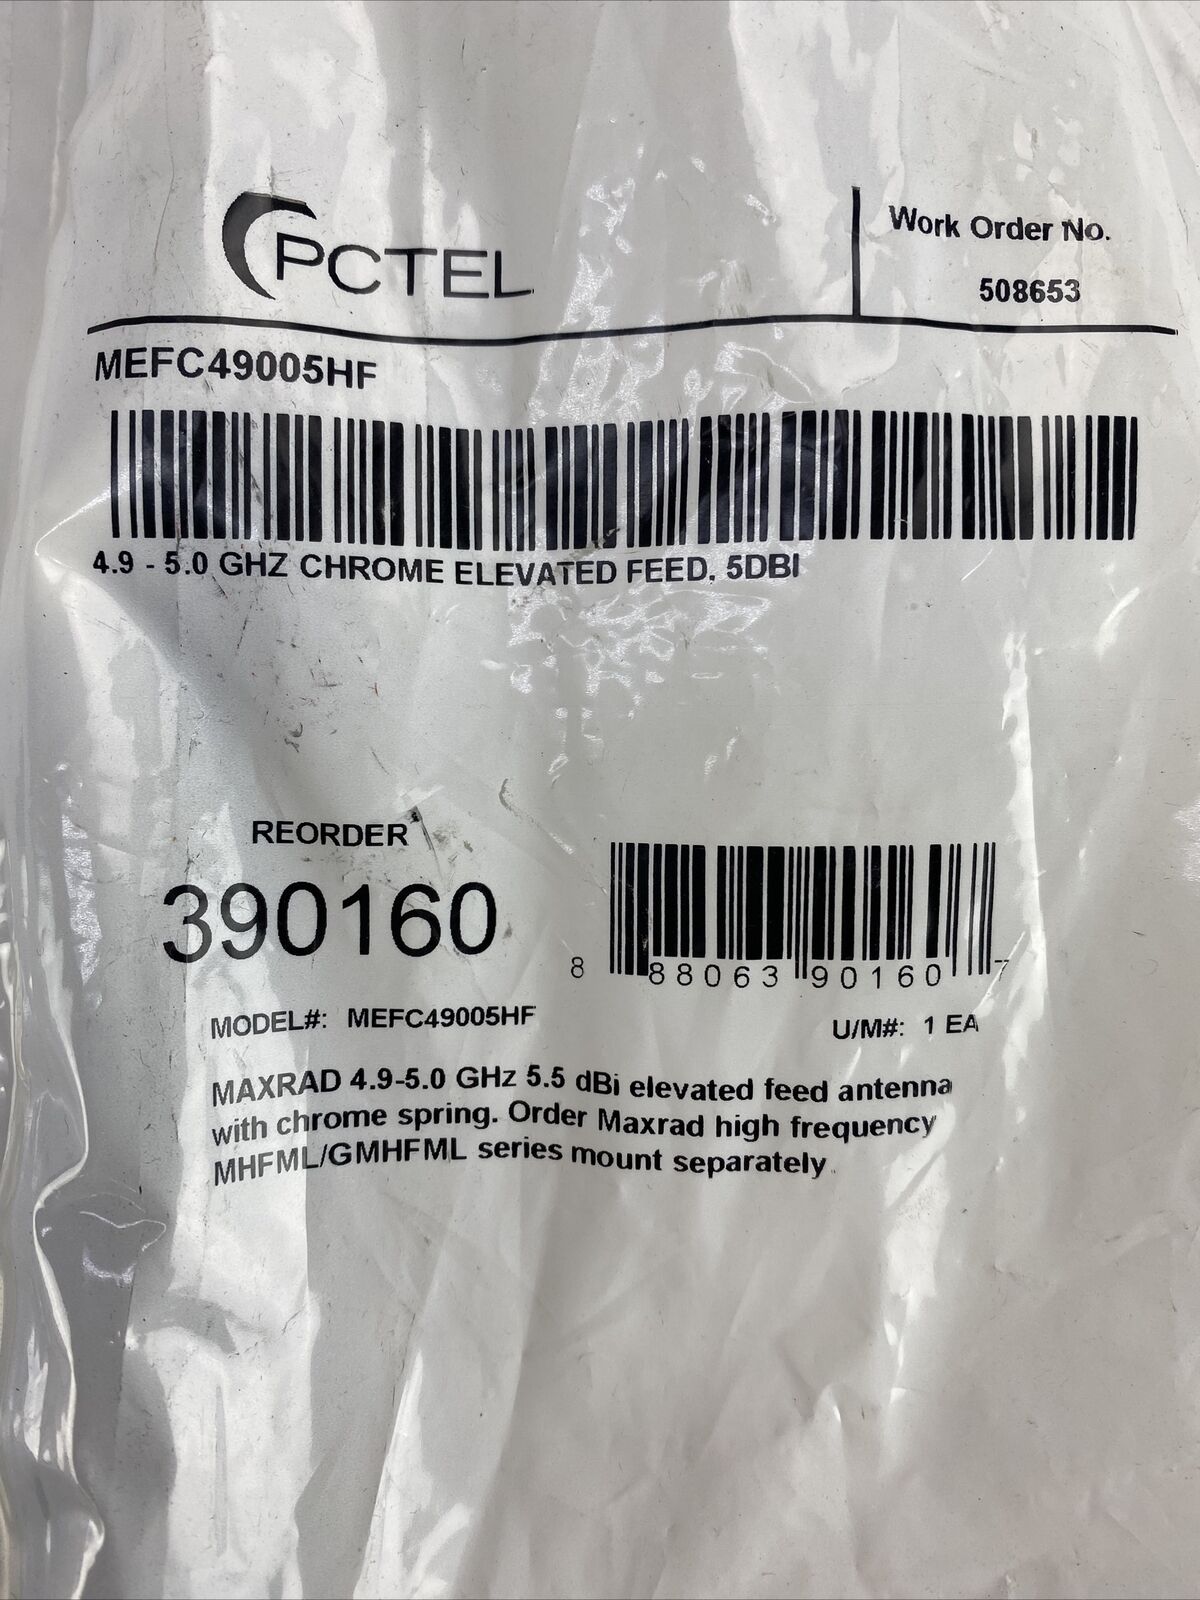 PCTEL
Work Order No.
508653
MEFC49005HF
4.9 - 5.0 GHZ CHROME ELEVATED FEED, 5DBI
REORDER
390160
8 88063 90160 7
MODEL#: MEFC49005HF
U/M#: 1 EA
MAXRAD 4.9-5.0 GHz 5.5 dBi elevated feed antenna
with chrome spring. Order Maxrad high frequency
MHFML/GMHFML series mount separately.